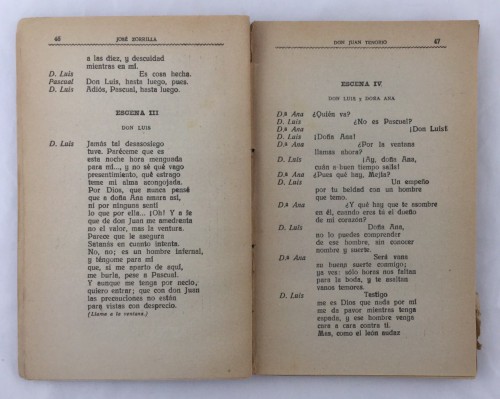 46 JOSÉ ZORRILLA
a las diez, y descuidad
mientras en mí.
D. Luis Es cosa hecha.
Pascual Don Luis, hasta luego, pues.
D. Luis Adiós, Pascual, hasta luego.
ESCENA III
DON LUIS
D. Luis Jamás tal desasosiego
tuve. Paréceme que es
esta noche hora menguada
para mí..., y no sé qué vago
presentimiento, qué estrago
teme mi alma acongojada.
Por Dios, que nunca pensé
que a doña Ana amara así,
ni por ninguna sentí
lo que por ella... ¡Oh! Y a fe
que de don Juan me amedrenta
no el valor, mas la ventura.
Parece que le asegura
Satanás en cuanto intenta.
No, no; es un hombre infernal,
y téngome para mí
que, si me aparto de aquí,
me burla, pese a Pascual.
Y aunque me tenga por necio,
quiero entrar; que con don Juan
las precauciones no están
para vistas con desprecio.
(Llama a la ventana.)
DON JUAN TENORIO 47
ESCENA IV
DON LUIS y DOÑA ANA
D.ª Ana ¿Quién va?
D. Luis ¿No es Pascual?
D.ª Ana ¡Don Luis!
D. Luis ¡Doña Ana!
D.ª Ana ¿Por la ventana
llamas ahora?
D. Luis ¡Ay, doña Ana,
cuán a buen tiempo salís!
D.ª Ana ¿Pues qué hay, Mejía?
D. Luis Un empeño
por tu beldad con un hombre
que temo.
D.ª Ana ¿Y qué hay que te asombre
en él, cuando eres tú el dueño
de mi corazón?
D. Luis Doña Ana,
no lo puedes comprender
de ese hombre, sin conocer
nombre y suerte.
D.ª Ana Será vana
su buena suerte conmigo;
ya ves: sólo horas nos faltan
para la boda, y te asaltan
vanos temores.
D. Luis Testigo
me es Dios que nada por mí
me da pavor mientras tenga
espada, y ese hombre venga
cara a cara contra ti.
Mas, como el león audaz